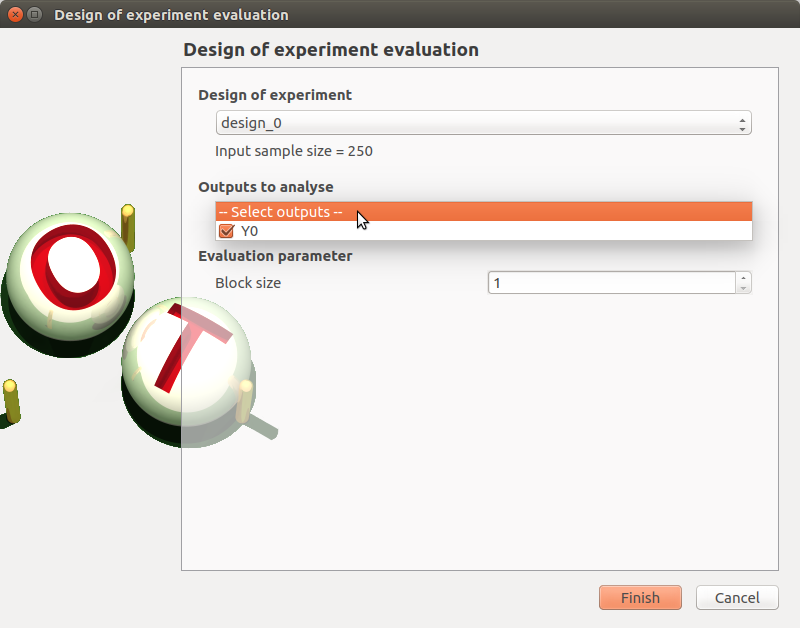 Design of experiment evaluation
Design of experiment evaluation
Design of experiment
design_0
Input sample size = 250
Outputs to analyse
-- Select outputs --
Y0
Evaluation parameter
Block size 1
O
T
Finish Cancel